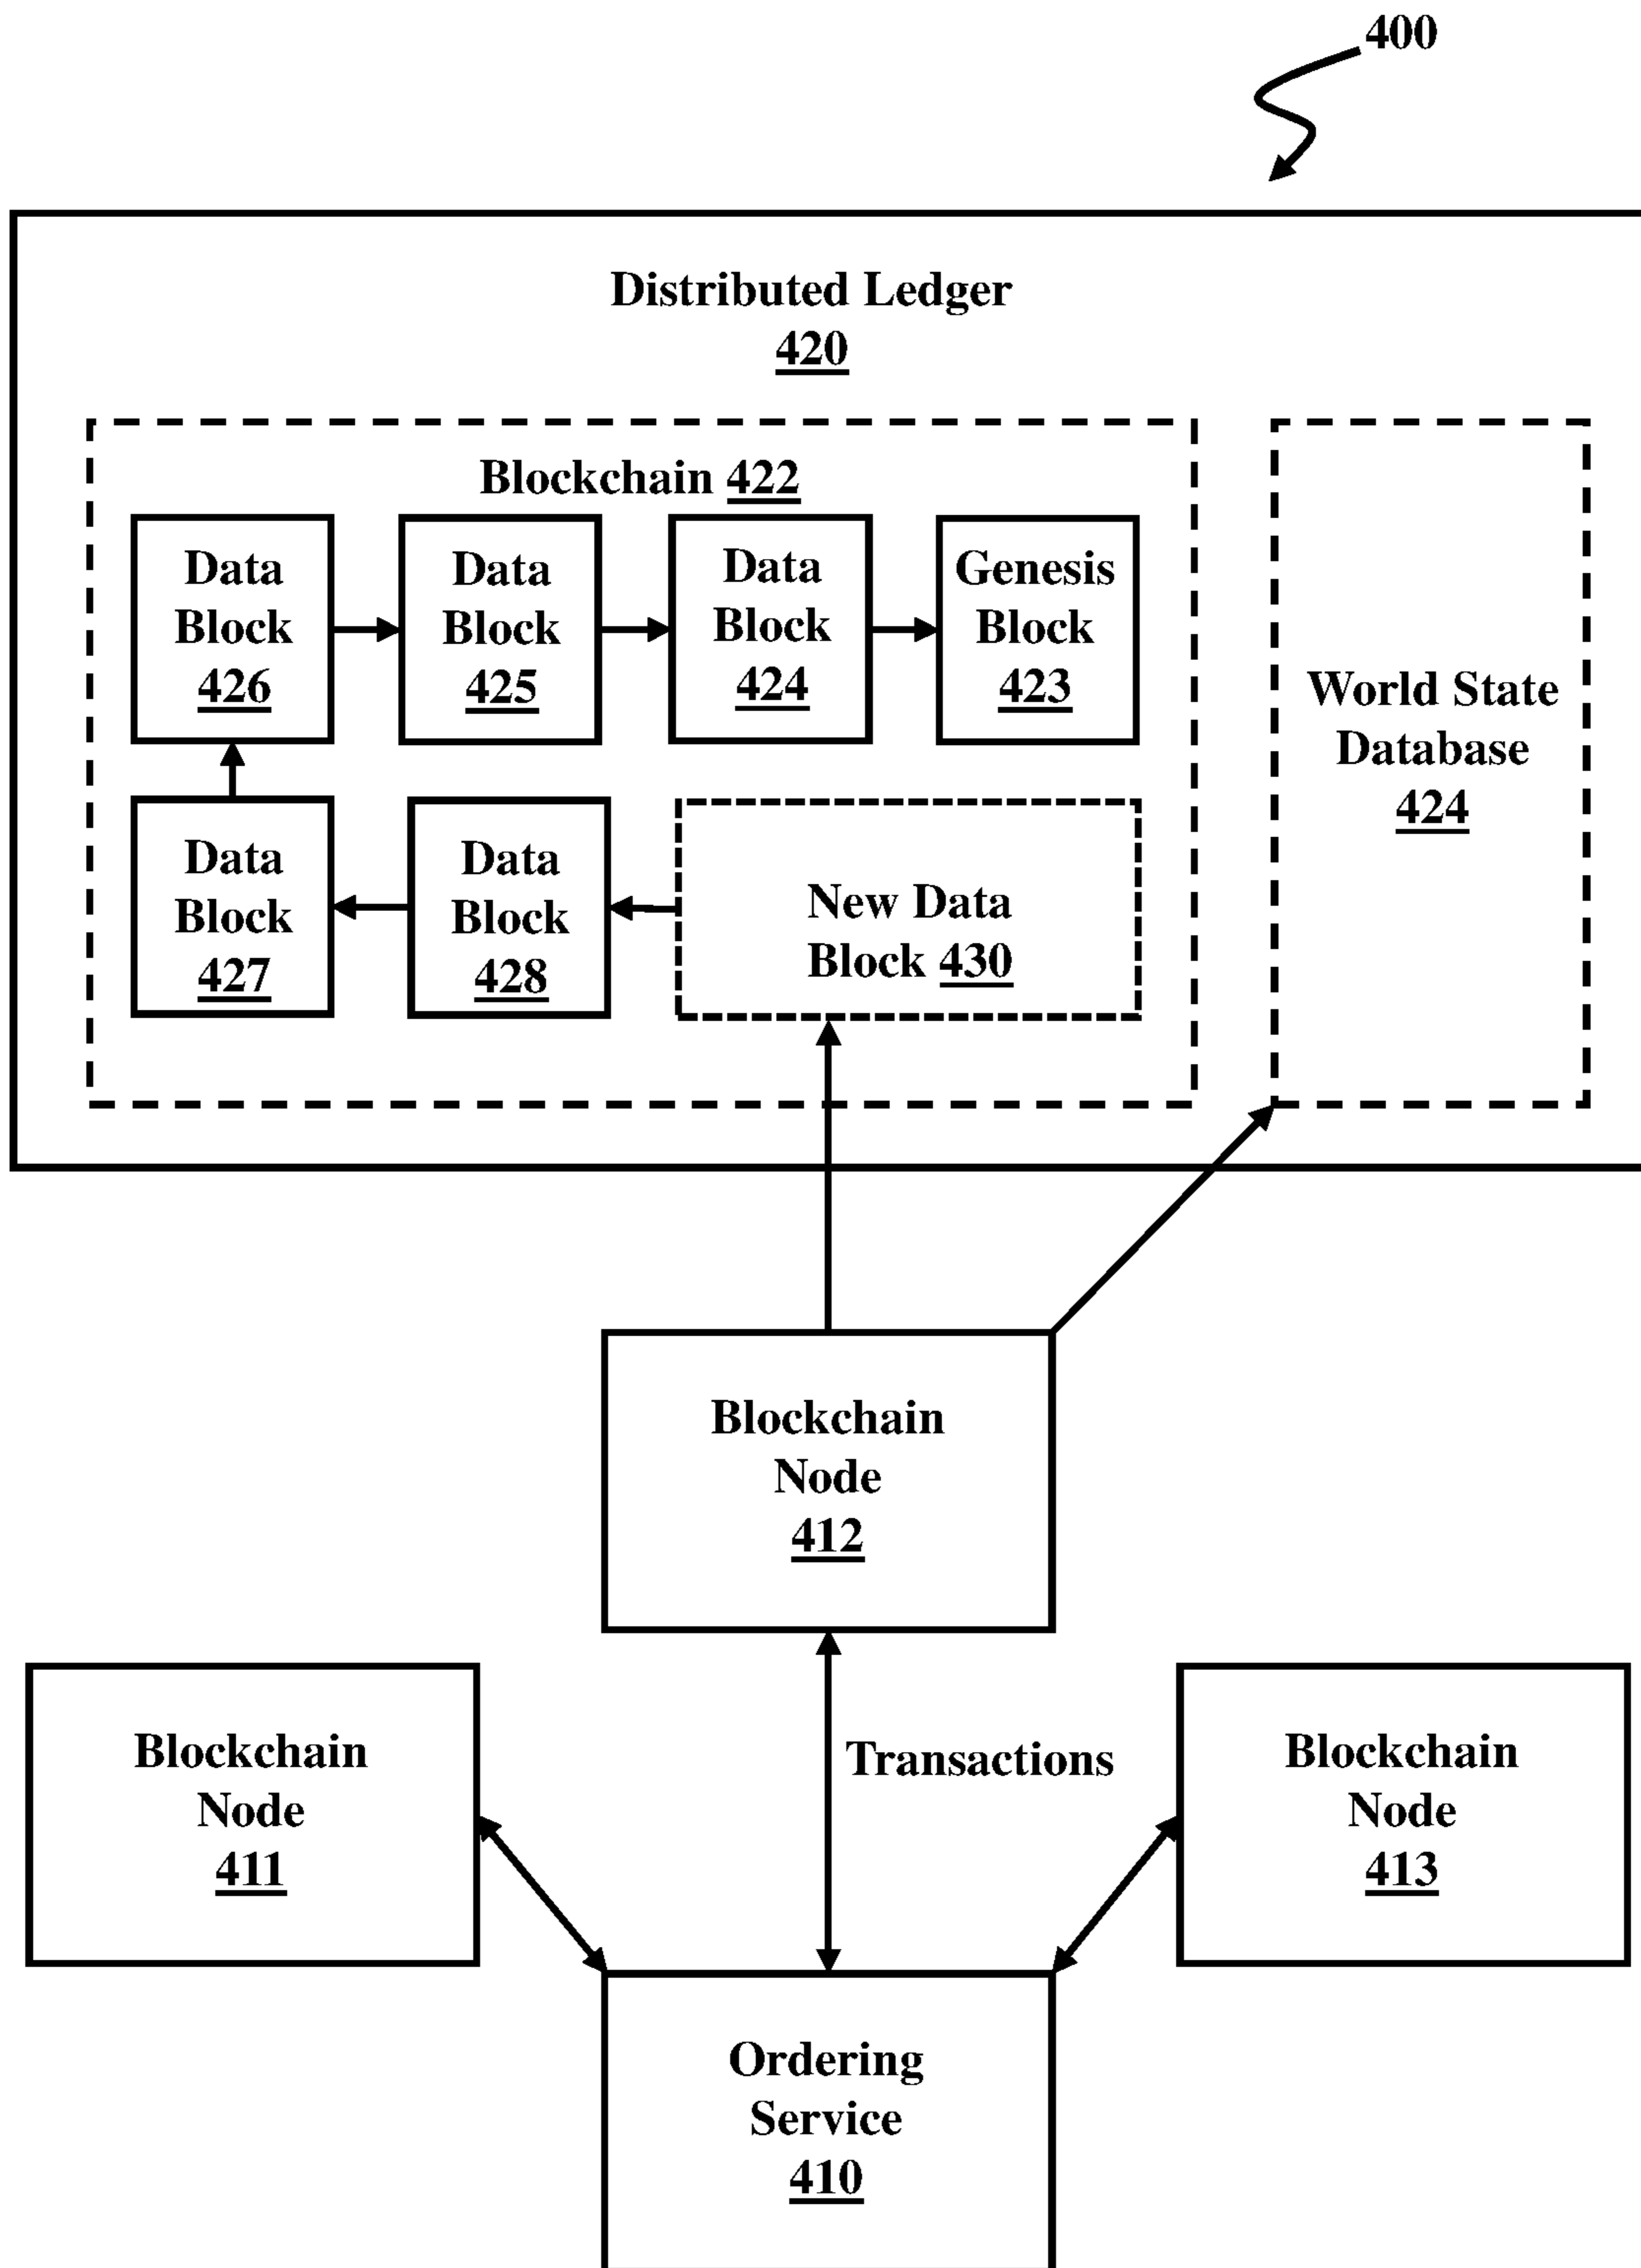 400
Distributed Ledger
420
Blockchain 422
Data
Block
426
Data
Block
425
Data
Block
424
Genesis
Block
423
World State
Database
424
Data
Block
427
Data
Block
428
New Data
Block 430
Blockchain
Node
412
Blockchain
Node
411
Transactions
Blockchain
Node
413
Ordering
Service
410